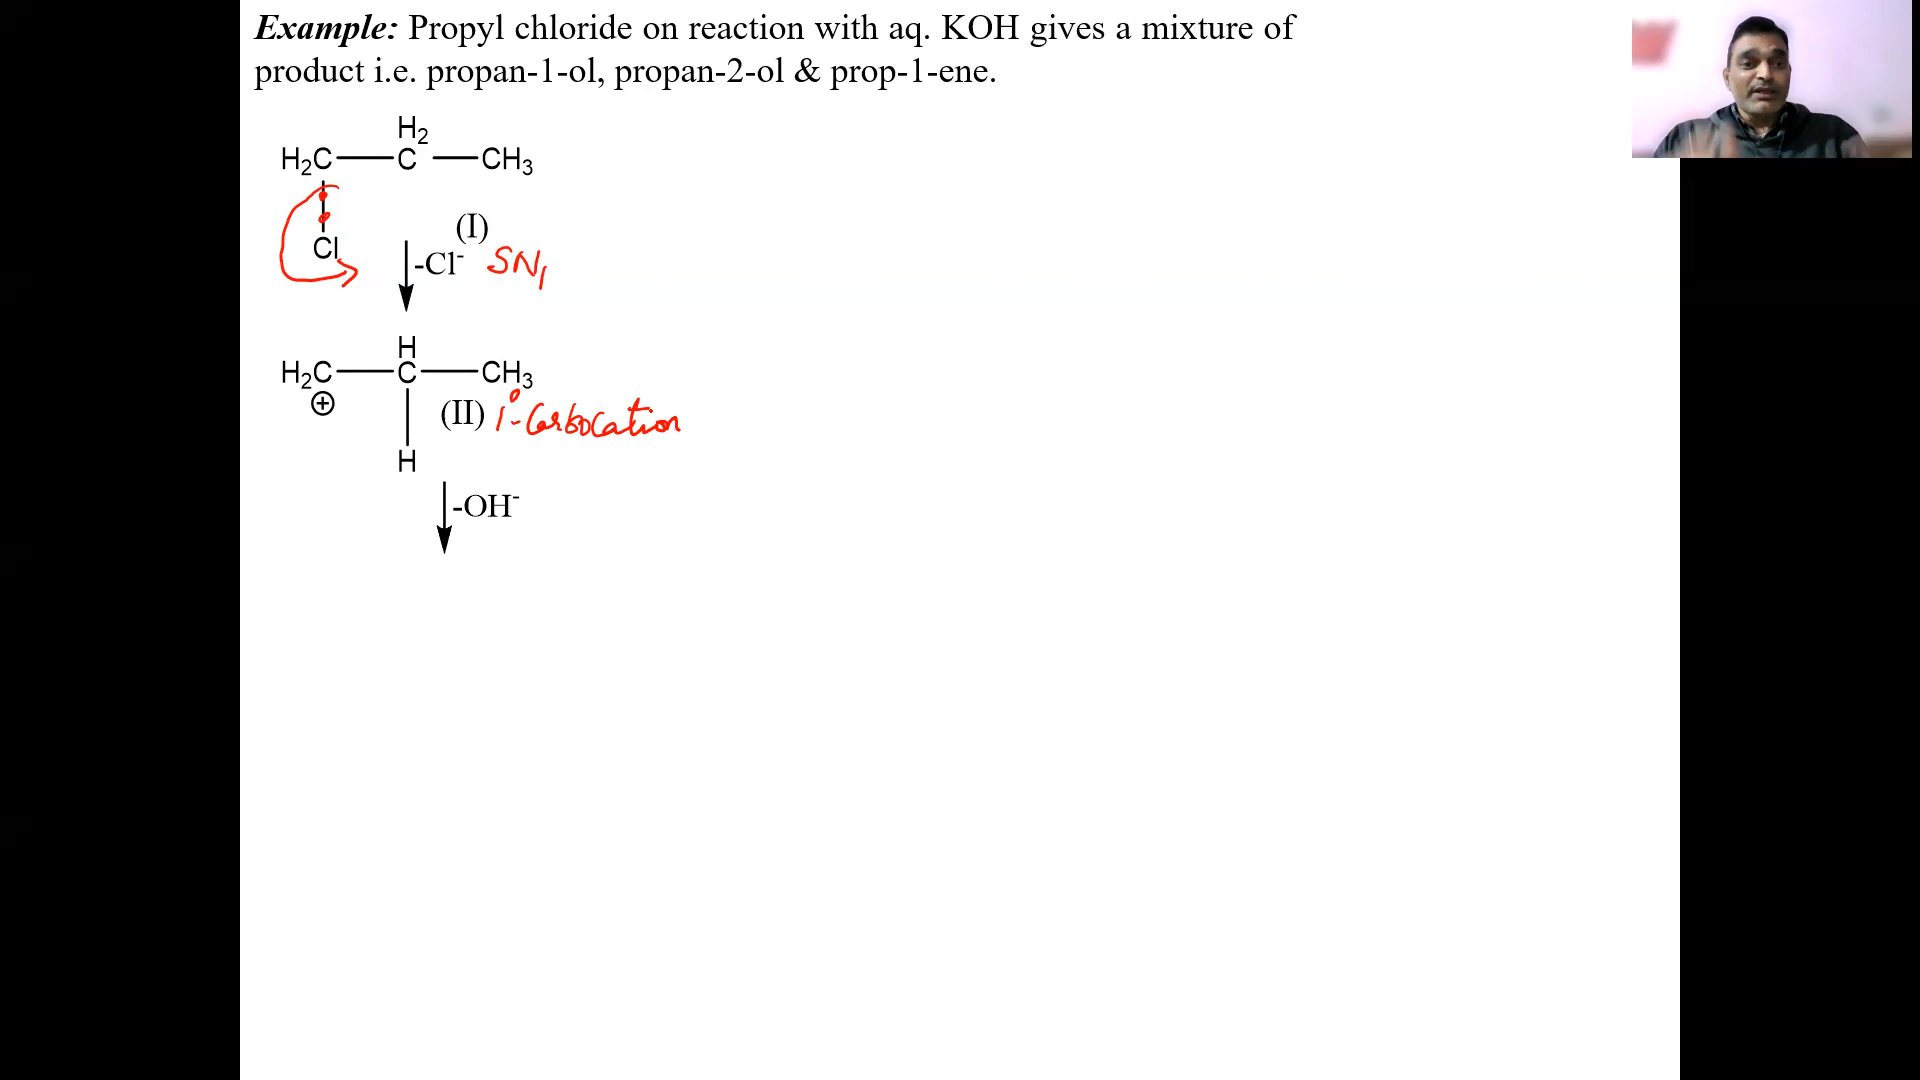 Example: Propyl chloride on reaction with aq. KOH gives a mixture of
product i.e. propan-1-ol, propan-2-ol & prop-1-ene.
H2
H2C C CH3
(I)
Cl
-Cl- SN1
H
H2C C CH3
+
(II) 1°-Carbocation
H
-OH-